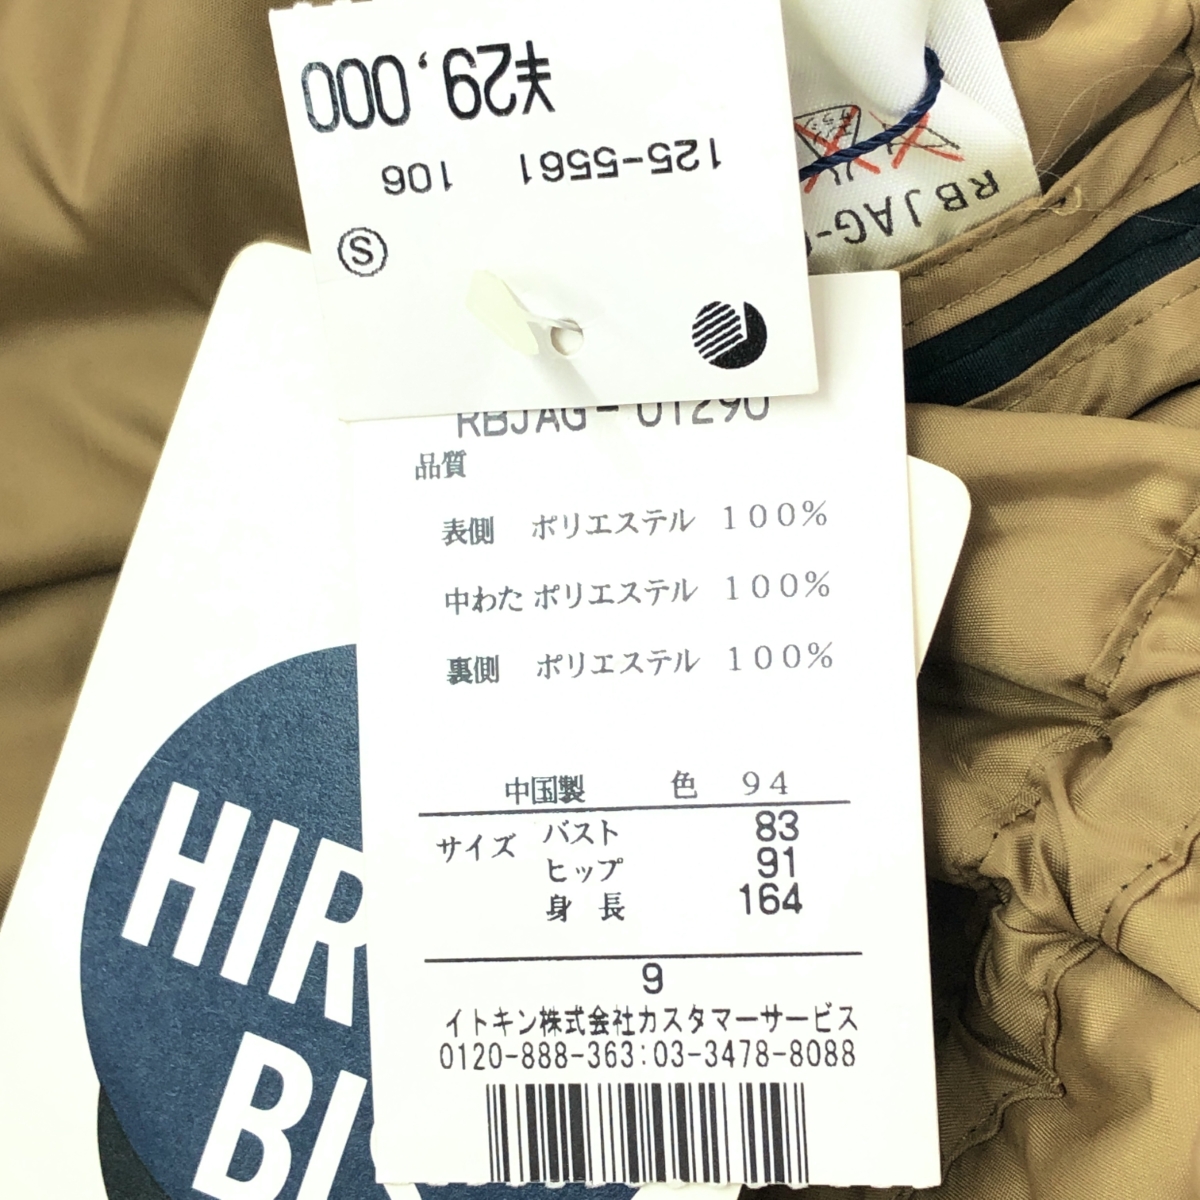 ¥29,000
125-5561 106
S
RBJAG-
RBJAG-01290
品質
表側 ポリエステル 100%
中わた ポリエステル 100%
裏側 ポリエステル 100%
中国製 色 94
サイズ バスト 83
ヒップ 91
身長 164
9
イトキン株式会社カスタマーサービス
0120-888-363:03-3478-8088
HIR
BI